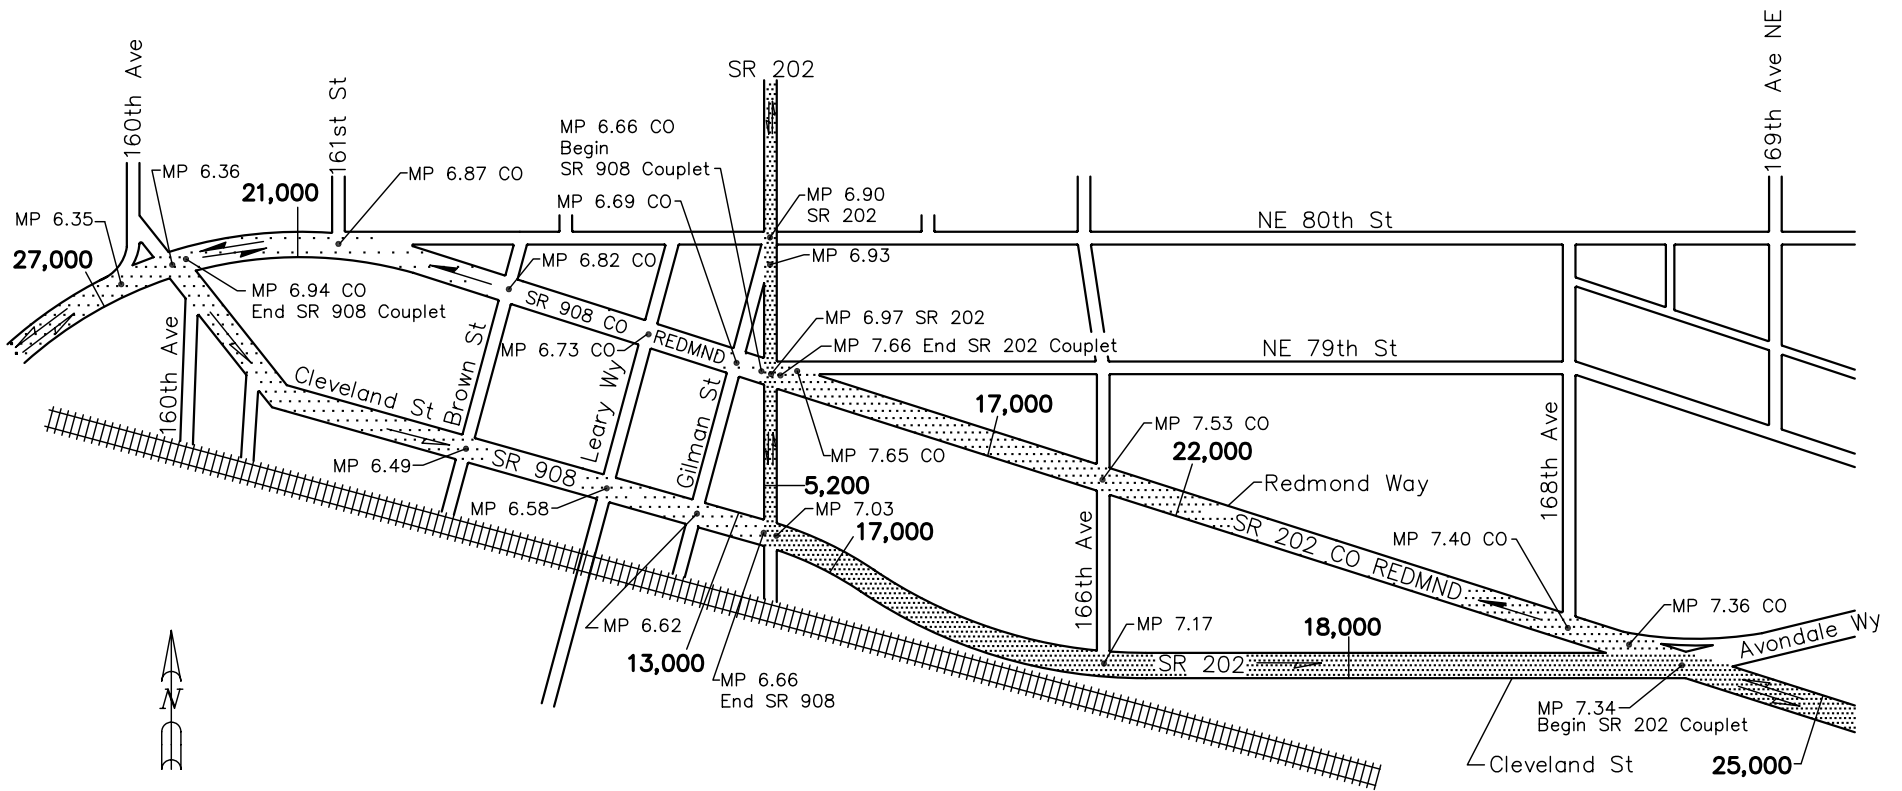 160th Ave
161st St
SR 202
169th Ave NE
MP 6.66 CO
Begin
SR 908 Couplet
MP 6.36
MP 6.87 CO
21,000
MP 6.69 CO
MP 6.90
SR 202
MP 6.35
NE 80th St
27,000
MP 6.82 CO
MP 6.93
MP 6.94 CO
End SR 908 Couplet
SR 908 CO
REDMND
MP 6.97 SR 202
MP 6.73 CO
MP 7.66 End SR 202 Couplet
NE 79th St
160th Ave
Cleveland St
Brown St
Leary Wy
Gilman St
17,000
MP 7.53 CO
22,000
168th Ave
MP 6.49
SR 908
MP 7.65 CO
5,200
Redmond Way
MP 6.58
MP 7.03
17,000
SR 202 CO REDMND
MP 7.40 CO
166th Ave
MP 6.62
MP 7.17
18,000
MP 7.36 CO
Avondale Wy
13,000
SR 202
MP 6.66
End SR 908
MP 7.34
Begin SR 202 Couplet
Cleveland St
25,000
N